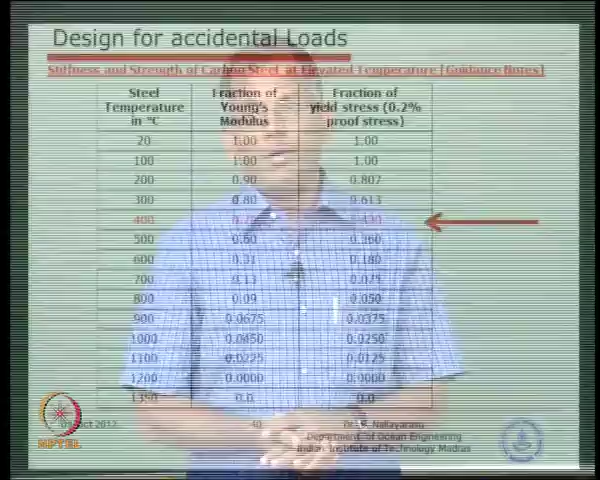 Design for accidental Loads
Stiffness and Strength of Carbon Steel at Elevated Temperature [Guidance Notes]
Steel Temperature in °C Fraction of Young's Modulus Fraction of yield stress (0.2% proof stress)
20 1.00 1.00
100 1.00 1.00
200 0.90 0.807
300 0.80 0.613
400
500 0.60 0.360
600 0.31 0.180
700 0.13 0.075
800 0.09 0.050
900 0.0675 0.0375
1000 0.0450 0.0250
1100 0.0225 0.0125
1200 0.0000 0.0000
1350 0.0 0.0
Oct 2012 40 Dr. S. Nallayarasu
Department of Ocean Engineering
Indian Institute of Technology Madras
NPTEL